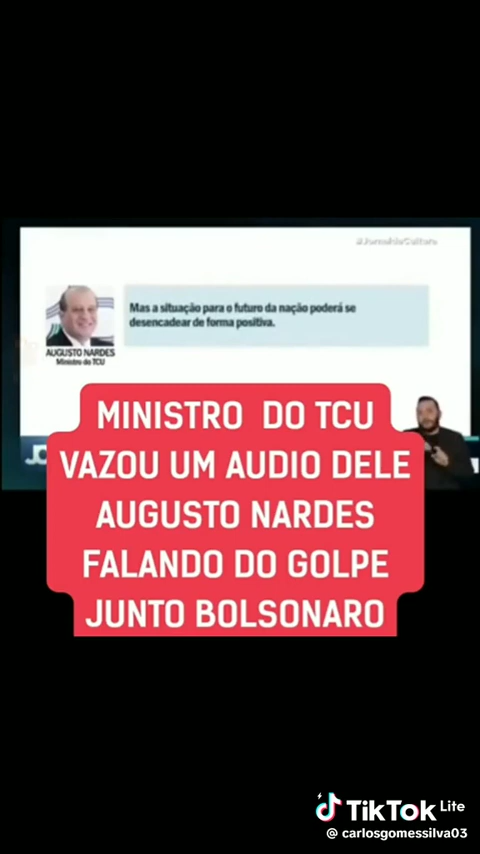 #JornaldaCultura
Mas a situação para o futuro da nação poderá se
desencadear de forma positiva.
AUGUSTO NARDES
Ministro do TCU
MINISTRO DO TCU
VAZOU UM AUDIO DELE
AUGUSTO NARDES
FALANDO DO GOLPE
JUNTO BOLSONARO
TikTok Lite
@carlosgomessilva03